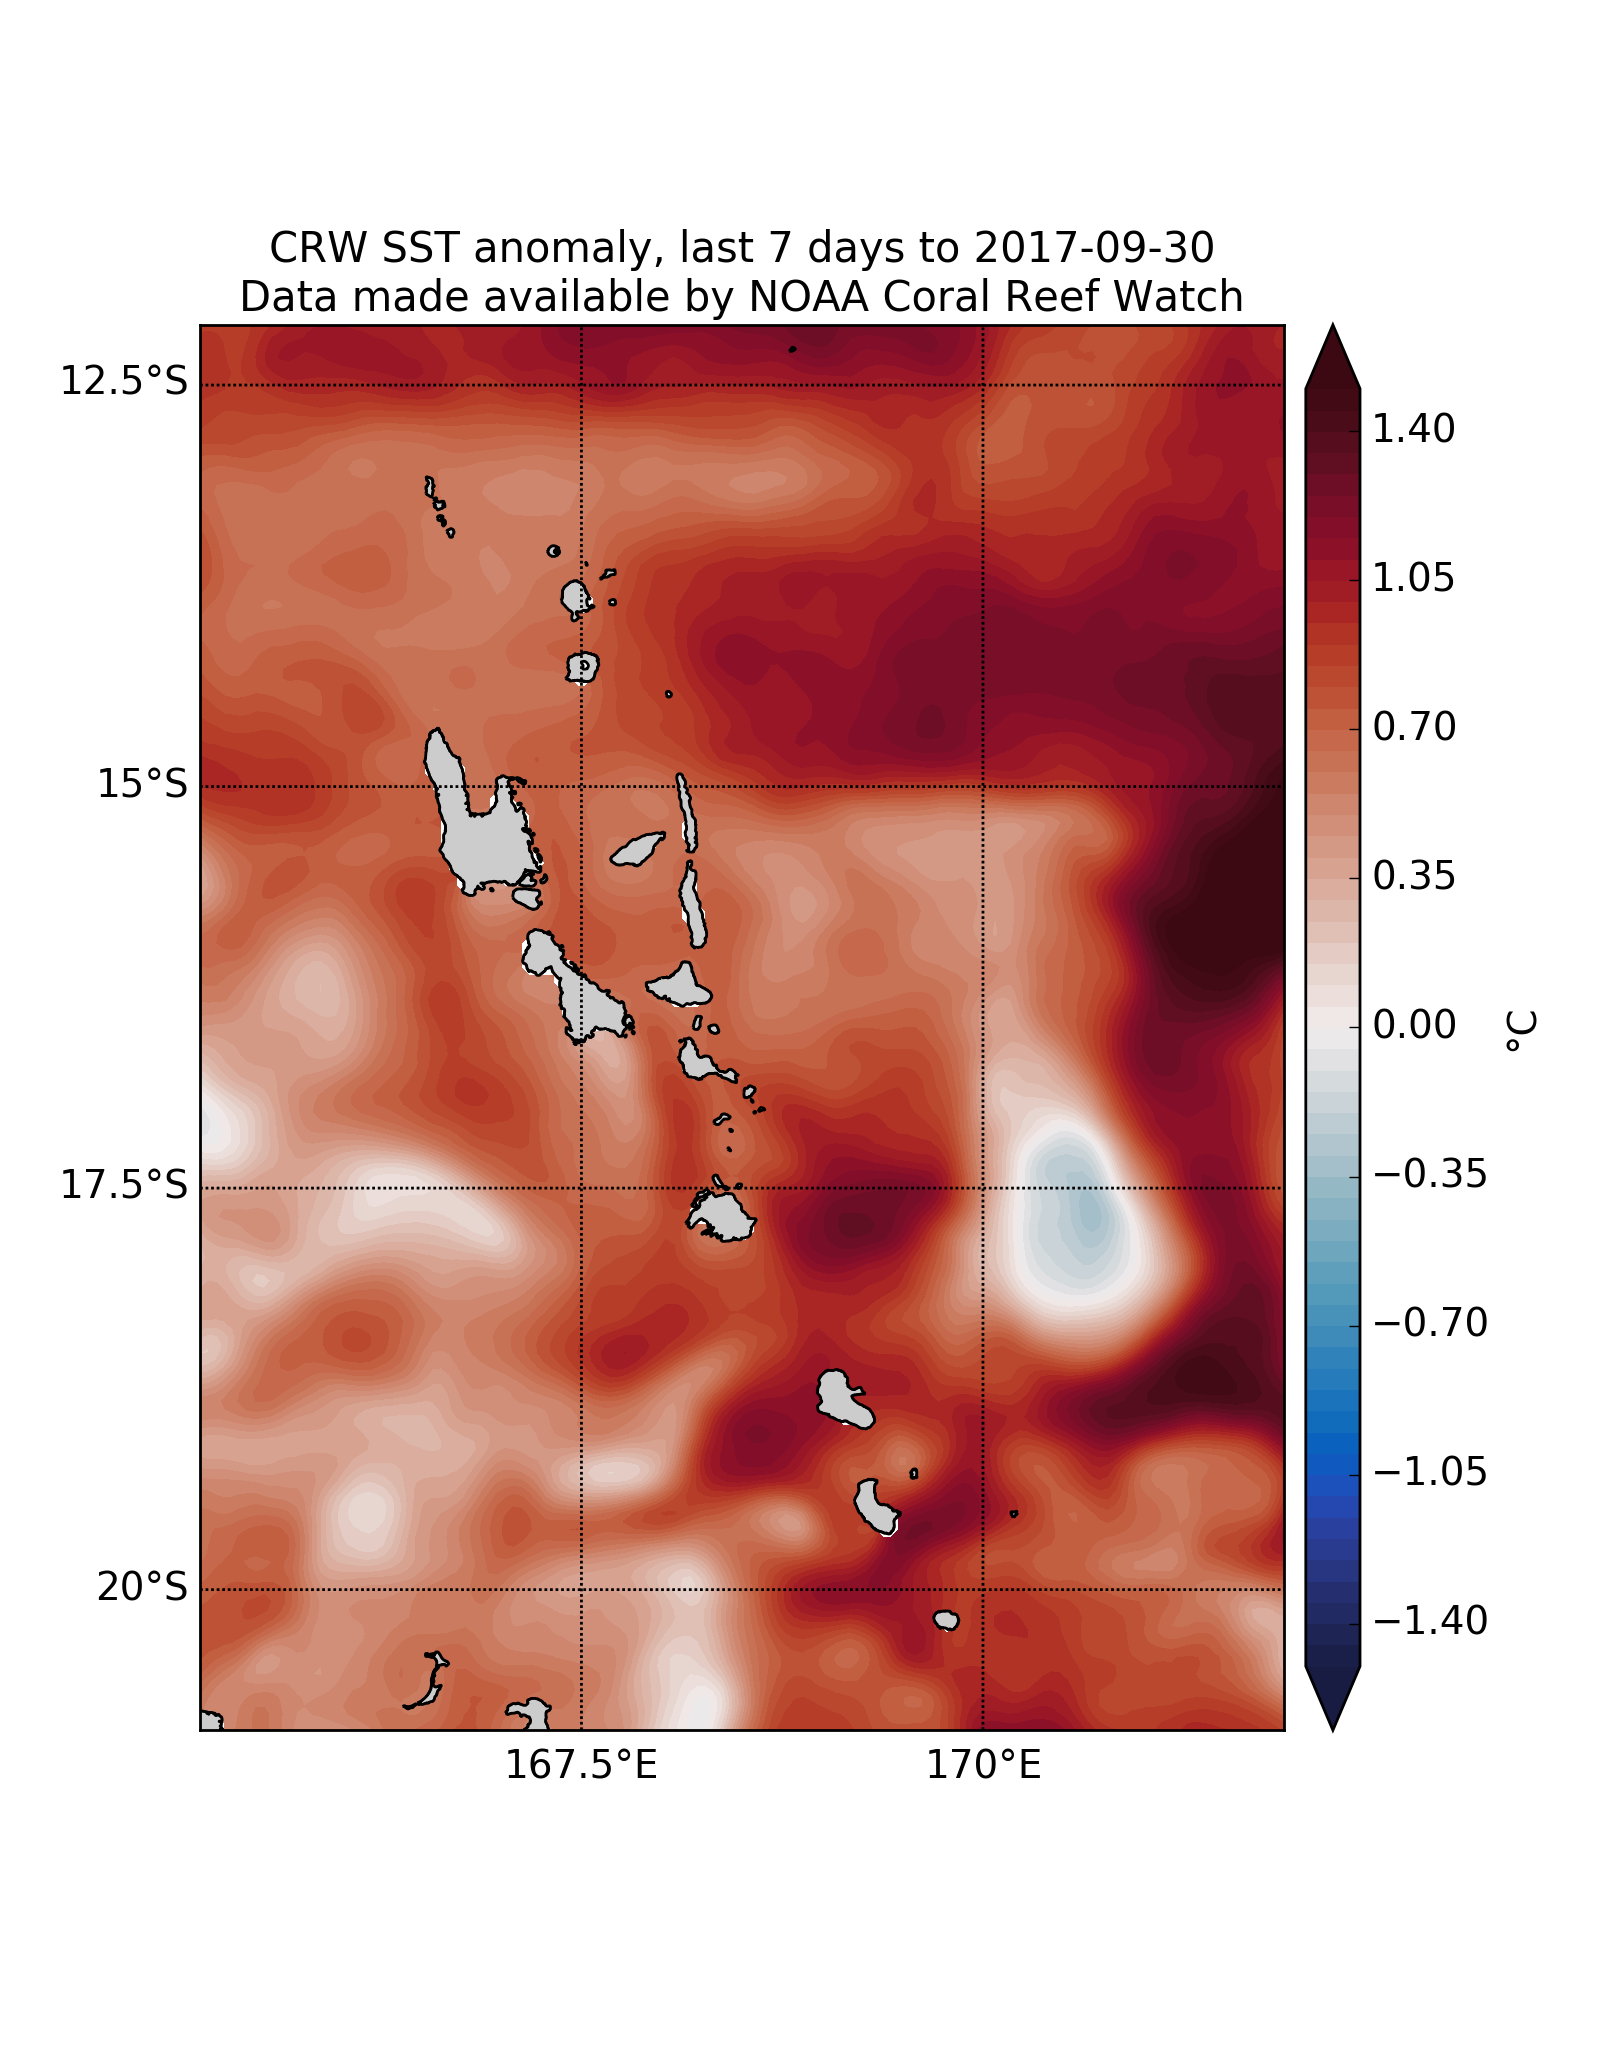 CRW SST anomaly, last 7 days to 2017-09-30
Data made available by NOAA Coral Reef Watch
12.5°S
15°S
17.5°S
20°S
167.5°E
170°E
1.40
1.05
0.70
0.35
0.00
−0.35
−0.70
−1.05
−1.40
°C